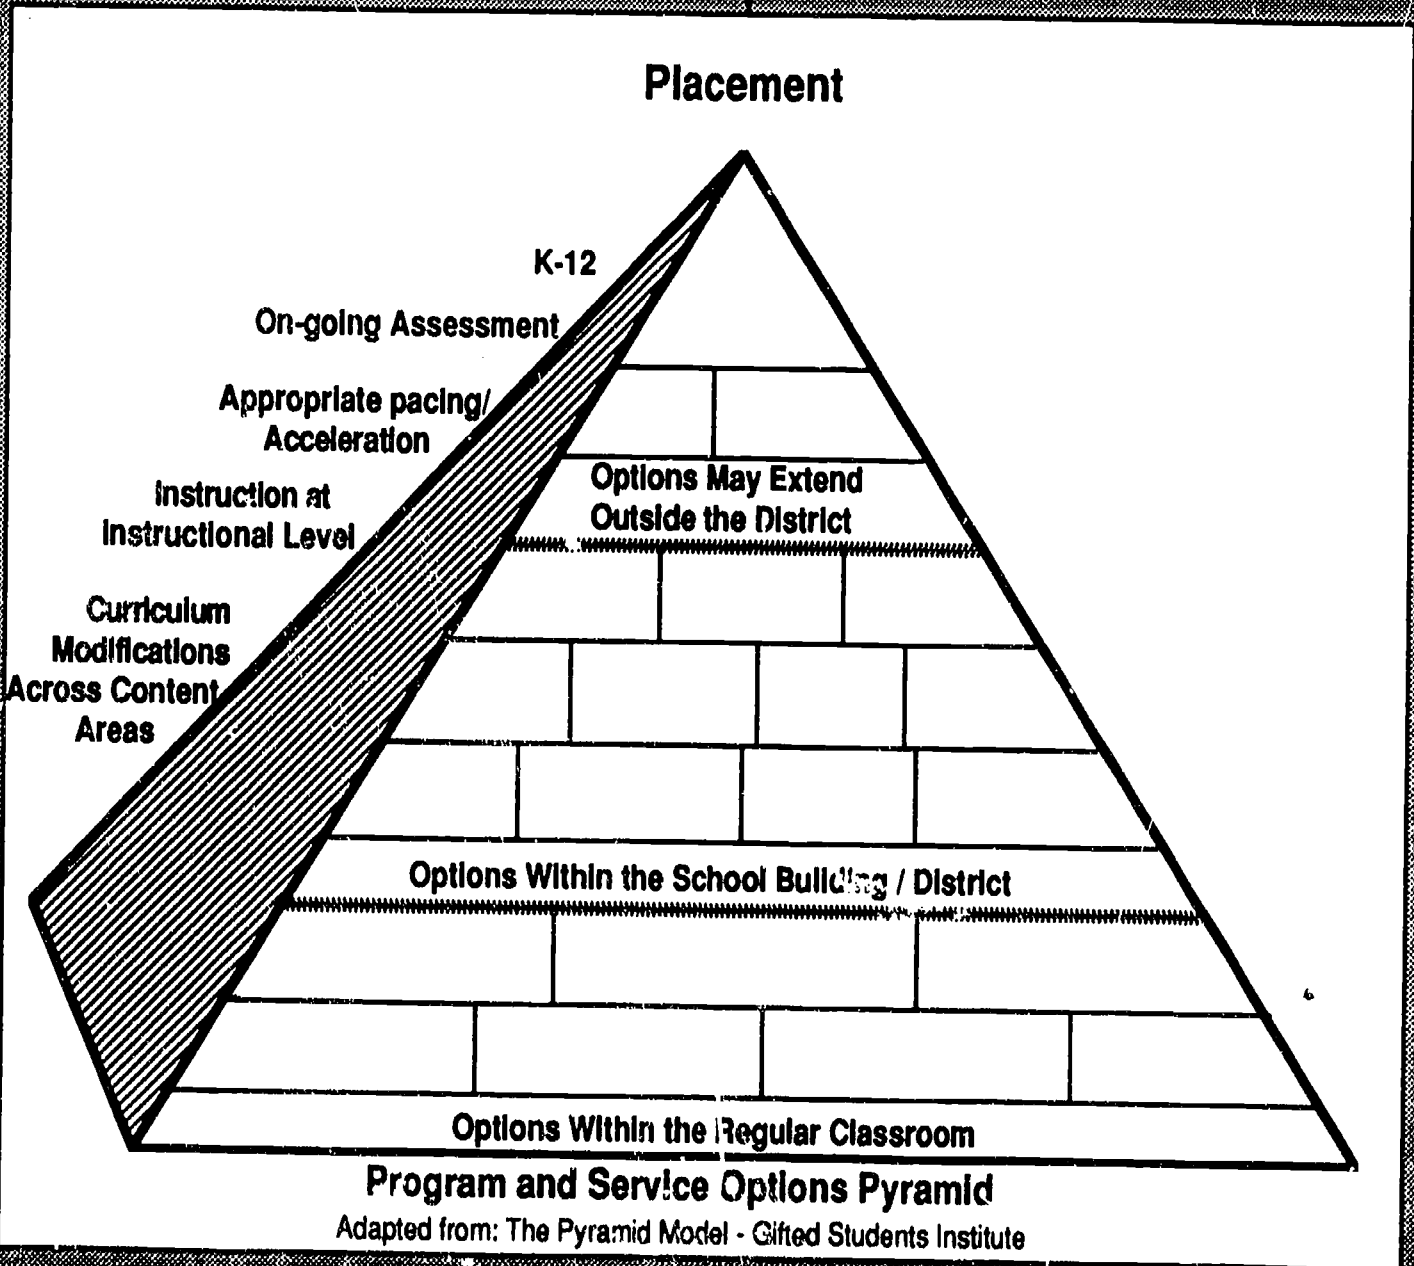 Placement
K-12
On-going Assessment
Appropriate pacing/
Acceleration
Instruction at
Instructional Level
Curriculum
Modifications
Across Content
Areas
Options May Extend
Outside the District
Options Within the School Building / District
Options Within the Regular Classroom
Program and Service Options Pyramid
Adapted from: The Pyramid Model - Gifted Students Institute